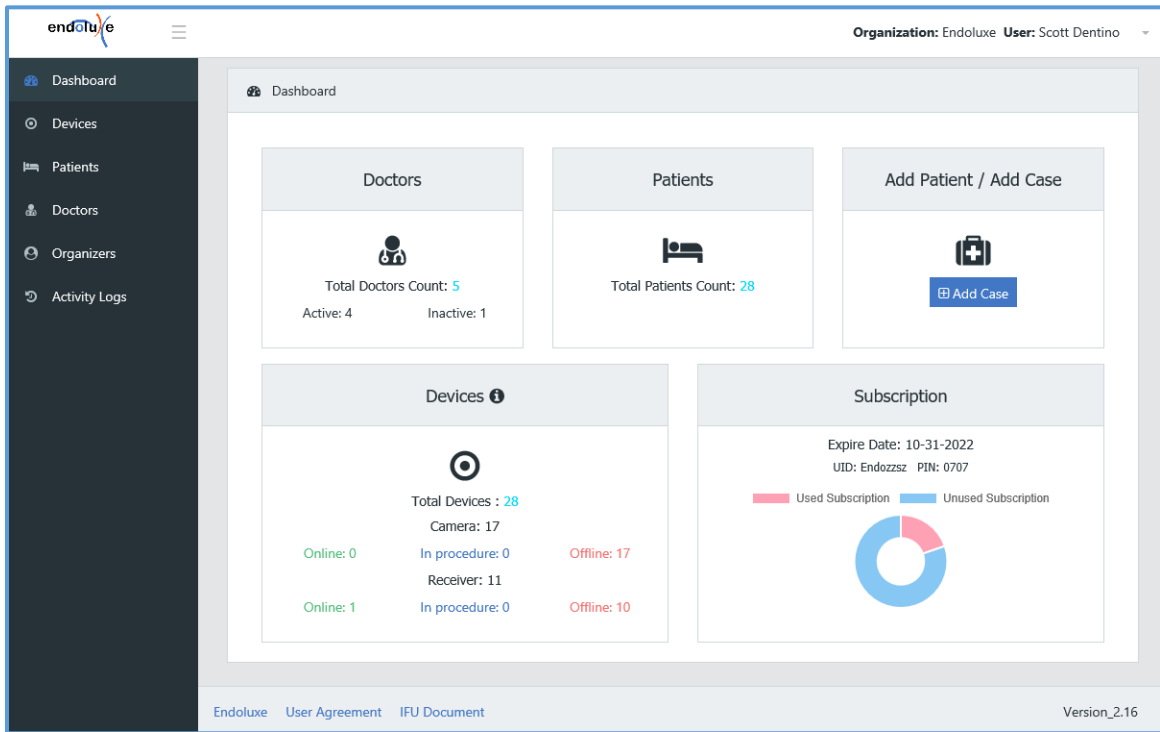 endoluxe
Organization: Endoluxe User: Scott Dentino
Dashboard
Devices
Patients
Doctors
Organizers
Activity Logs
Dashboard
Doctors
Total Doctors Count: 5
Active: 4 Inactive: 1
Patients
Total Patients Count: 28
Add Patient / Add Case
Add Case
Devices
Total Devices : 28
Camera: 17
Online: 0 In procedure: 0 Offline: 17
Receiver: 11
Online: 1 In procedure: 0 Offline: 10
Subscription
Expire Date: 10-31-2022
UID: Endozzsz PIN: 0707
Used Subscription Unused Subscription
Endoluxe User Agreement IFU Document
Version_2.16